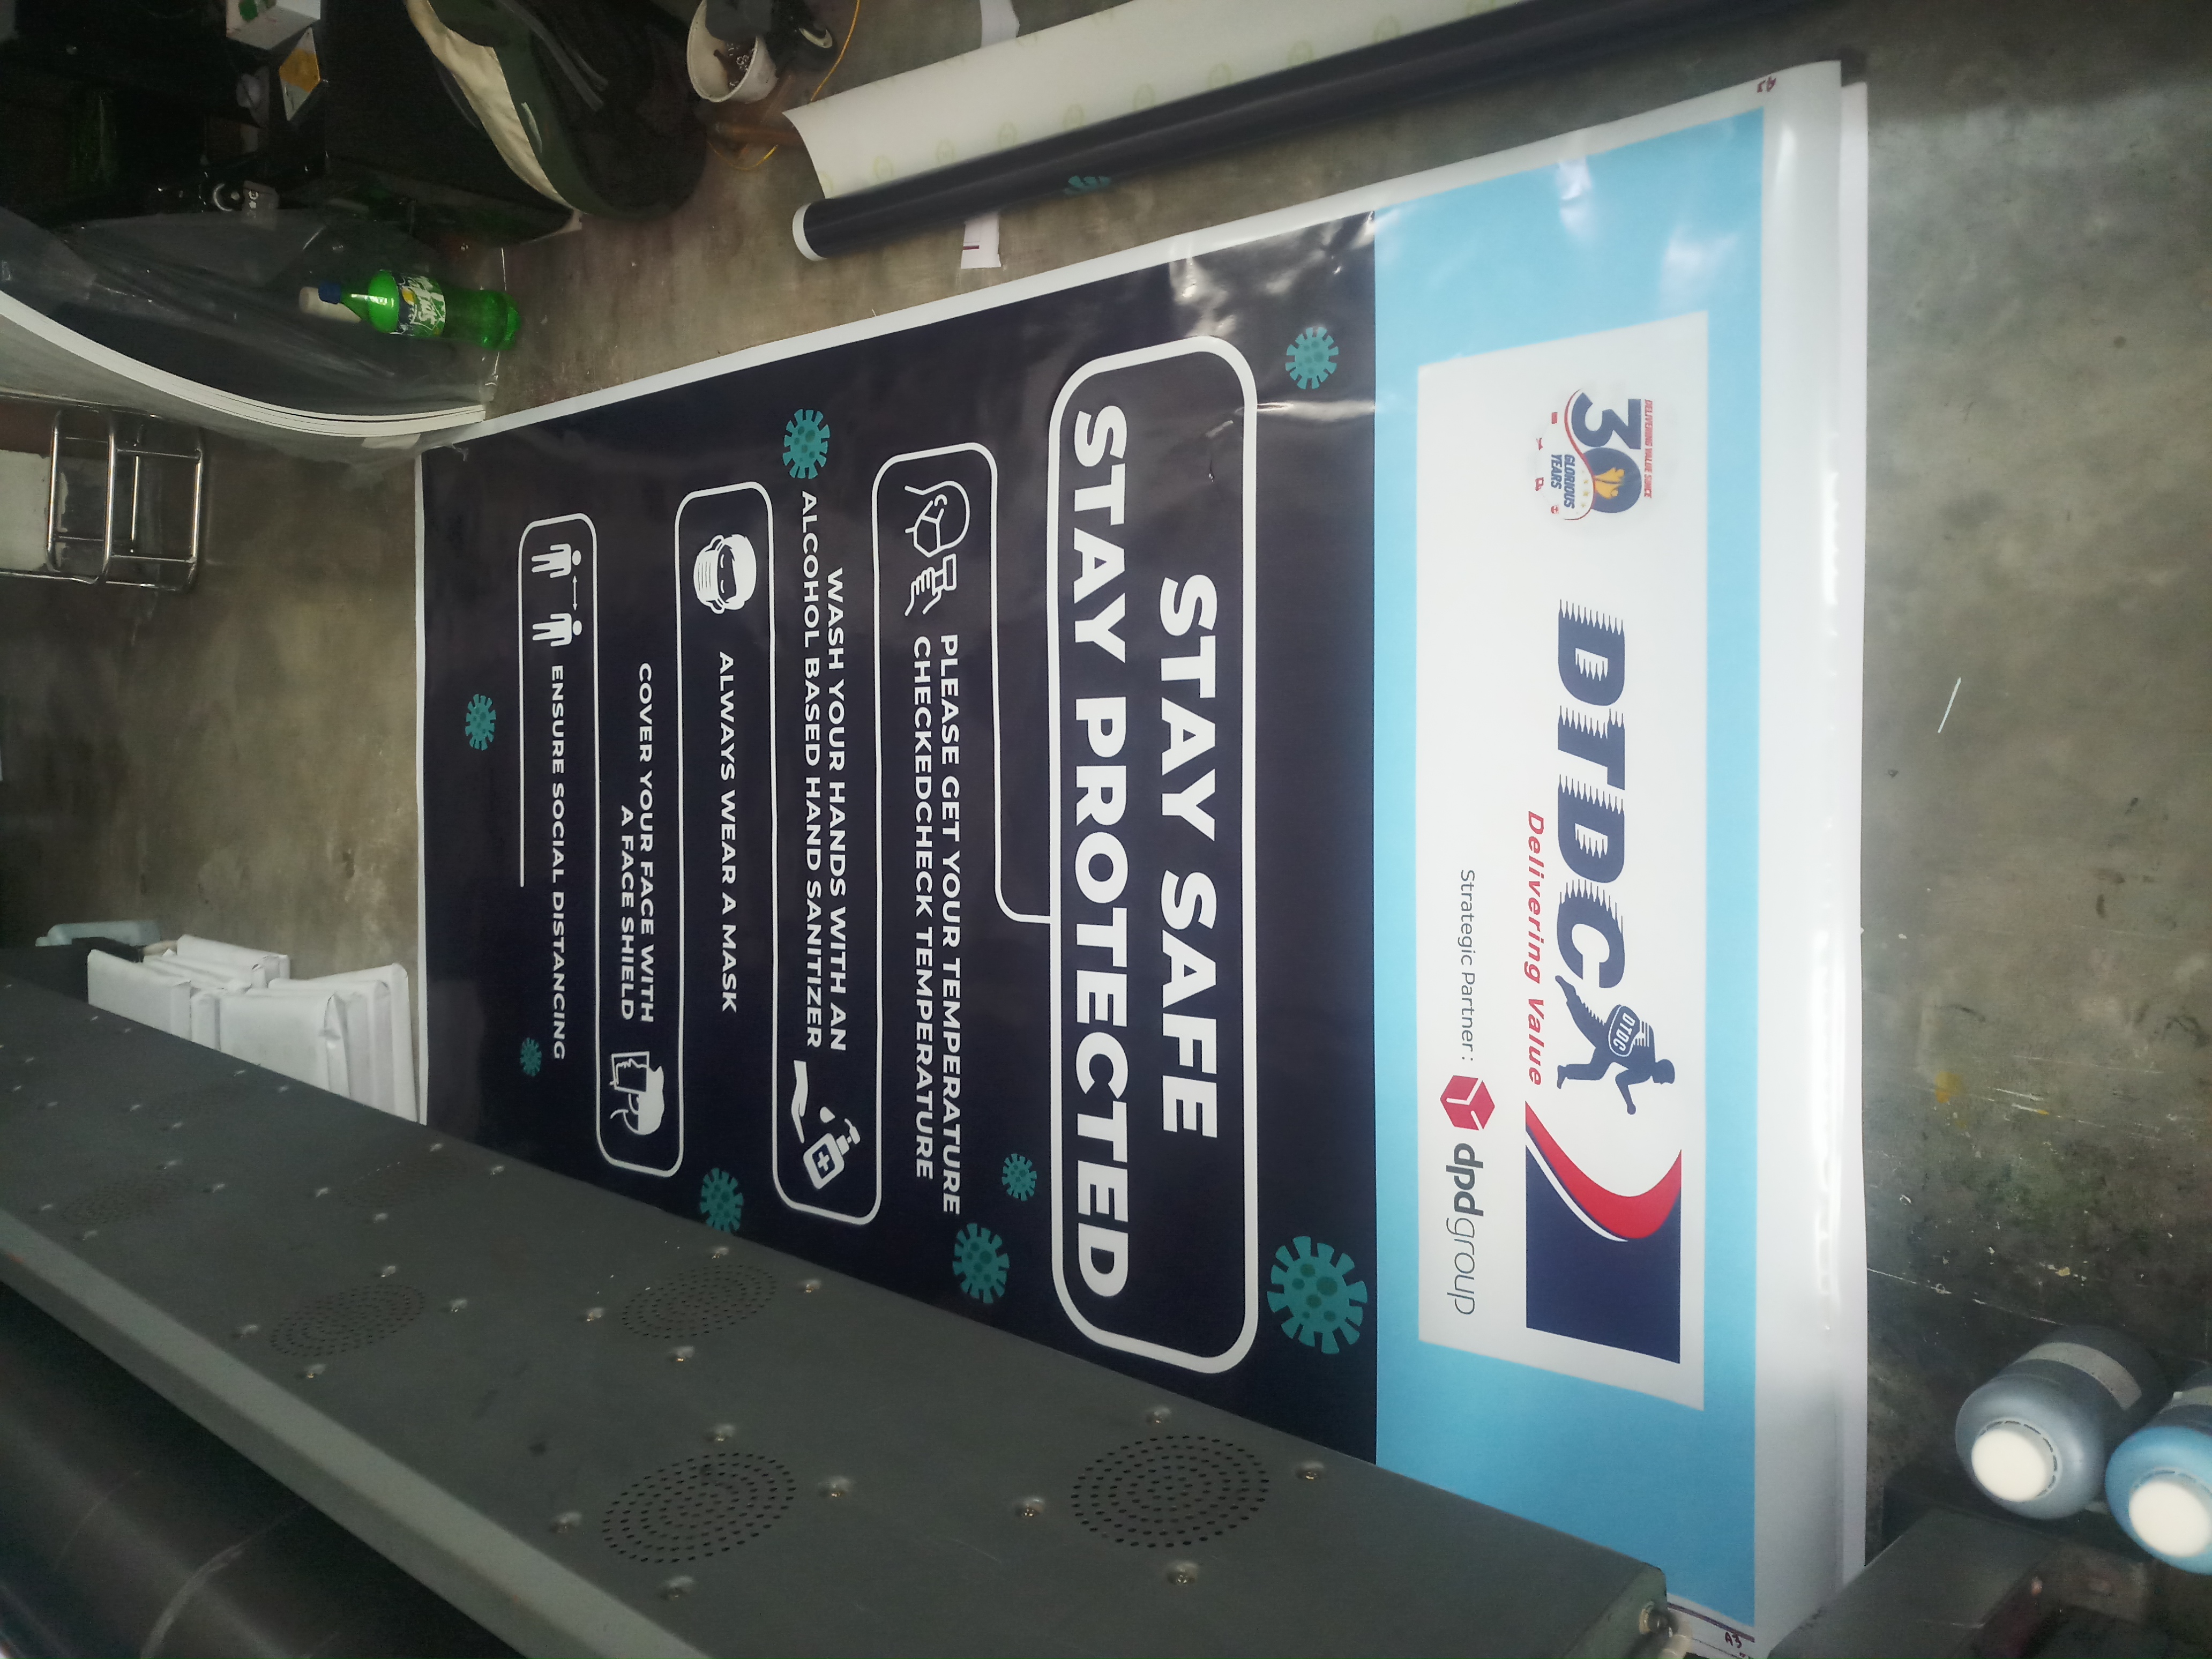 DELIVERING VALUE SINCE
30
GLORIOUS
YEARS
DTDC
DTDC
Delivering Value
Strategic Partner :
dpdgroup
STAY SAFE
STAY PROTECTED
PLEASE GET YOUR TEMPERATURE
CHECKEDCHECK TEMPERATURE
WASH YOUR HANDS WITH AN
ALCOHOL BASED HAND SANITIZER
ALWAYS WEAR A MASK
COVER YOUR FACE WITH
A FACE SHIELD
ENSURE SOCIAL DISTANCING
A3